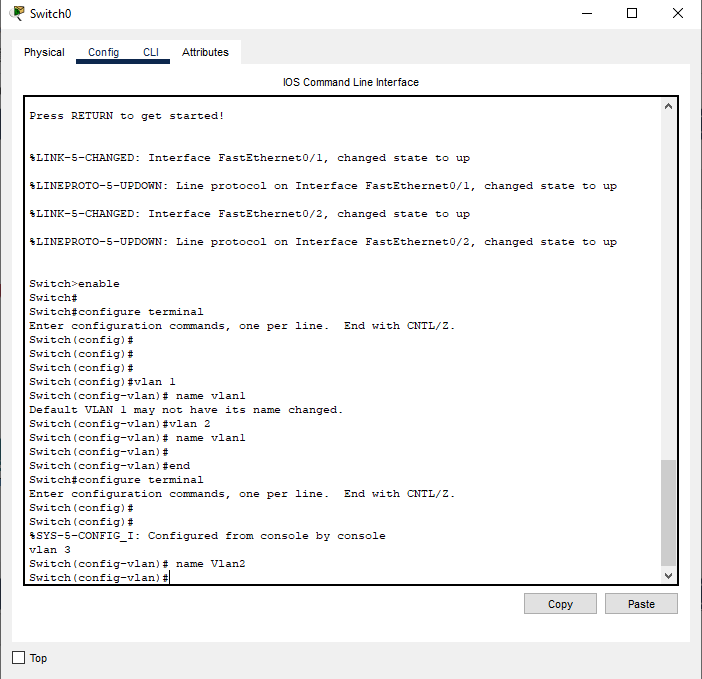 Switch0
Physical Config CLI Attributes
IOS Command Line Interface
Press RETURN to get started!
%LINK-5-CHANGED: Interface FastEthernet0/1, changed state to up
%LINEPROTO-5-UPDOWN: Line protocol on Interface FastEthernet0/1, changed state to up
%LINK-5-CHANGED: Interface FastEthernet0/2, changed state to up
%LINEPROTO-5-UPDOWN: Line protocol on Interface FastEthernet0/2, changed state to up
Switch>enable
Switch#
Switch#configure terminal
Enter configuration commands, one per line.  End with CNTL/Z.
Switch(config)#
Switch(config)#
Switch(config)#
Switch(config)#vlan 1
Switch(config-vlan)# name vlan1
Default VLAN 1 may not have its name changed.
Switch(config-vlan)#vlan 2
Switch(config-vlan)# name vlan1
Switch(config-vlan)#
Switch(config-vlan)#end
Switch#configure terminal
Enter configuration commands, one per line.  End with CNTL/Z.
Switch(config)#
Switch(config)#
%SYS-5-CONFIG_I: Configured from console by console
vlan 3
Switch(config-vlan)# name Vlan2
Switch(config-vlan)#
Copy Paste
Top